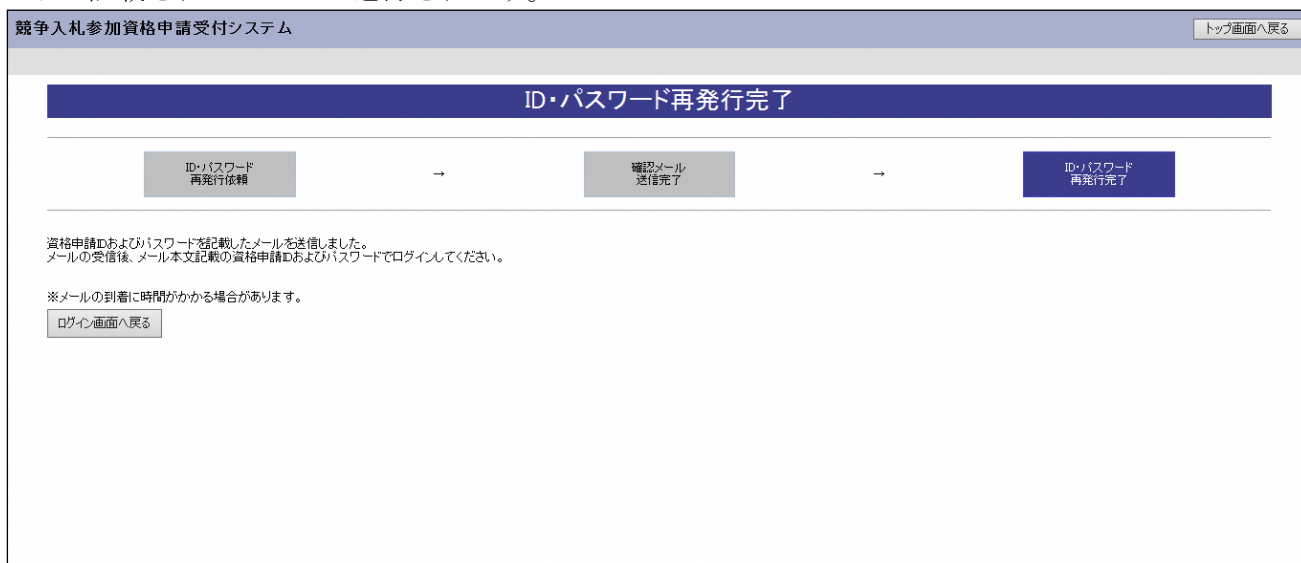 競争入札参加資格申請受付システム
トップ画面へ戻る
ID・パスワード再発行完了
ID・パスワード
再発行依頼
→
確認メール
送信完了
→
ID・パスワード
再発行完了
資格申請IDおよびパスワードを記載したメールを送信しました。
メールの受信後、メール本文記載の資格申請IDおよびパスワードでログインしてください。
※メールの到着に時間がかかる場合があります。
ログイン画面へ戻る